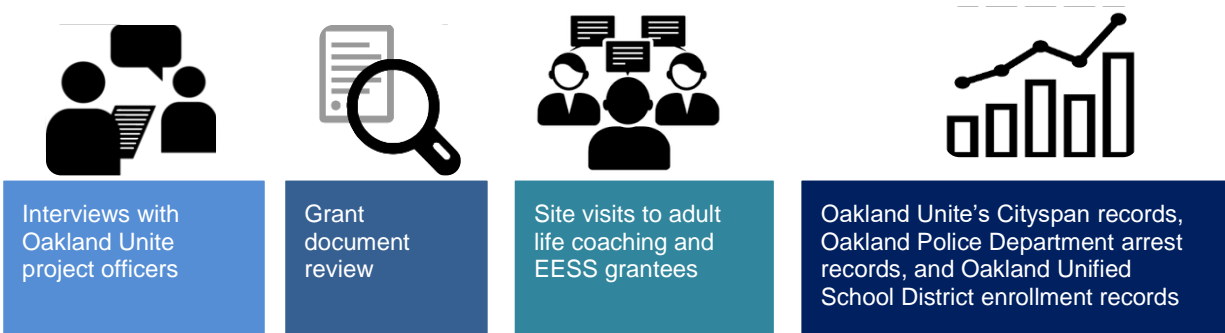 Interviews with
Oakland Unite
project officers
Grant
document
review
Site visits to adult
life coaching and
EESS grantees
Oakland Unite's Cityspan records,
Oakland Police Department arrest
records, and Oakland Unified
School District enrollment records